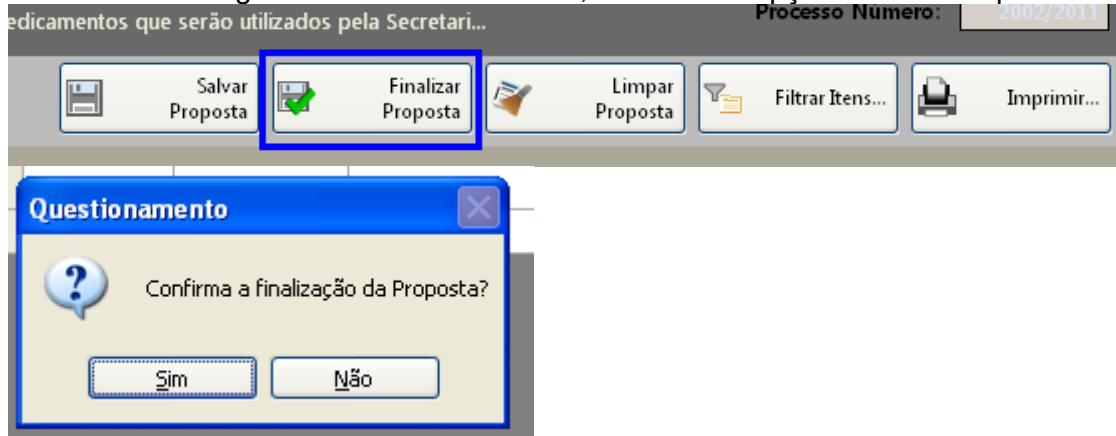 edicamentos que serão utilizados pela Secretari...
Processo Número: 2002/2011
Salvar
Proposta
Finalizar
Proposta
Limpar
Proposta
Filtrar Itens...
Imprimir...
Questionamento
Confirma a finalização da Proposta?
Sim
Não